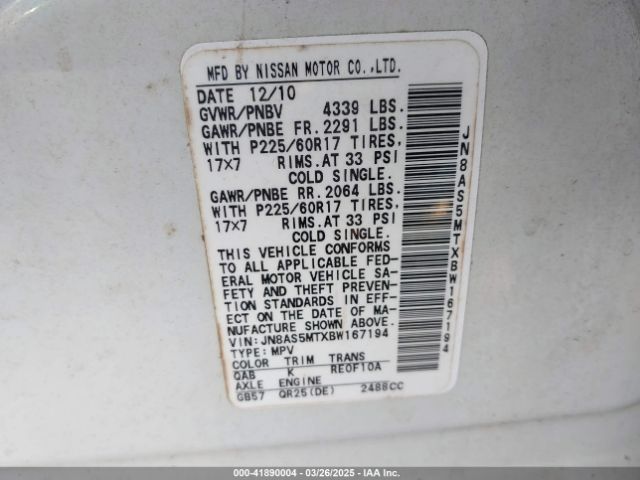 MFD BY NISSAN MOTOR CO.,LTD.
DATE 12/10
GVWR/PNBV 4339 LBS.
GAWR/PNBE FR. 2291 LBS.
WITH P225/60R17 TIRES,
17×7 RIMS.AT 33 PSI
COLD SINGLE.
GAWR/PNBE RR. 2064 LBS.
WITH P225/60R17 TIRES,
17×7 RIMS.AT 33 PSI
COLD SINGLE.
THIS VEHICLE CONFORMS
TO ALL APPLICABLE FED-
ERAL MOTOR VEHICLE SA-
FETY AND THEFT PREVEN-
TION STANDARDS IN EFF-
ECT ON THE DATE OF MA-
NUFACTURE SHOWN ABOVE.
VIN:JN8AS5MTXBW167194
TYPE:MPV
COLOR TRIM TRANS
QAB K RE0F10A
AXLE ENGINE
GB57 QR25(DE) 2488CC
JN8AS5MTXBW167194
000-41890004 - 03/26/2025 - IAA Inc.